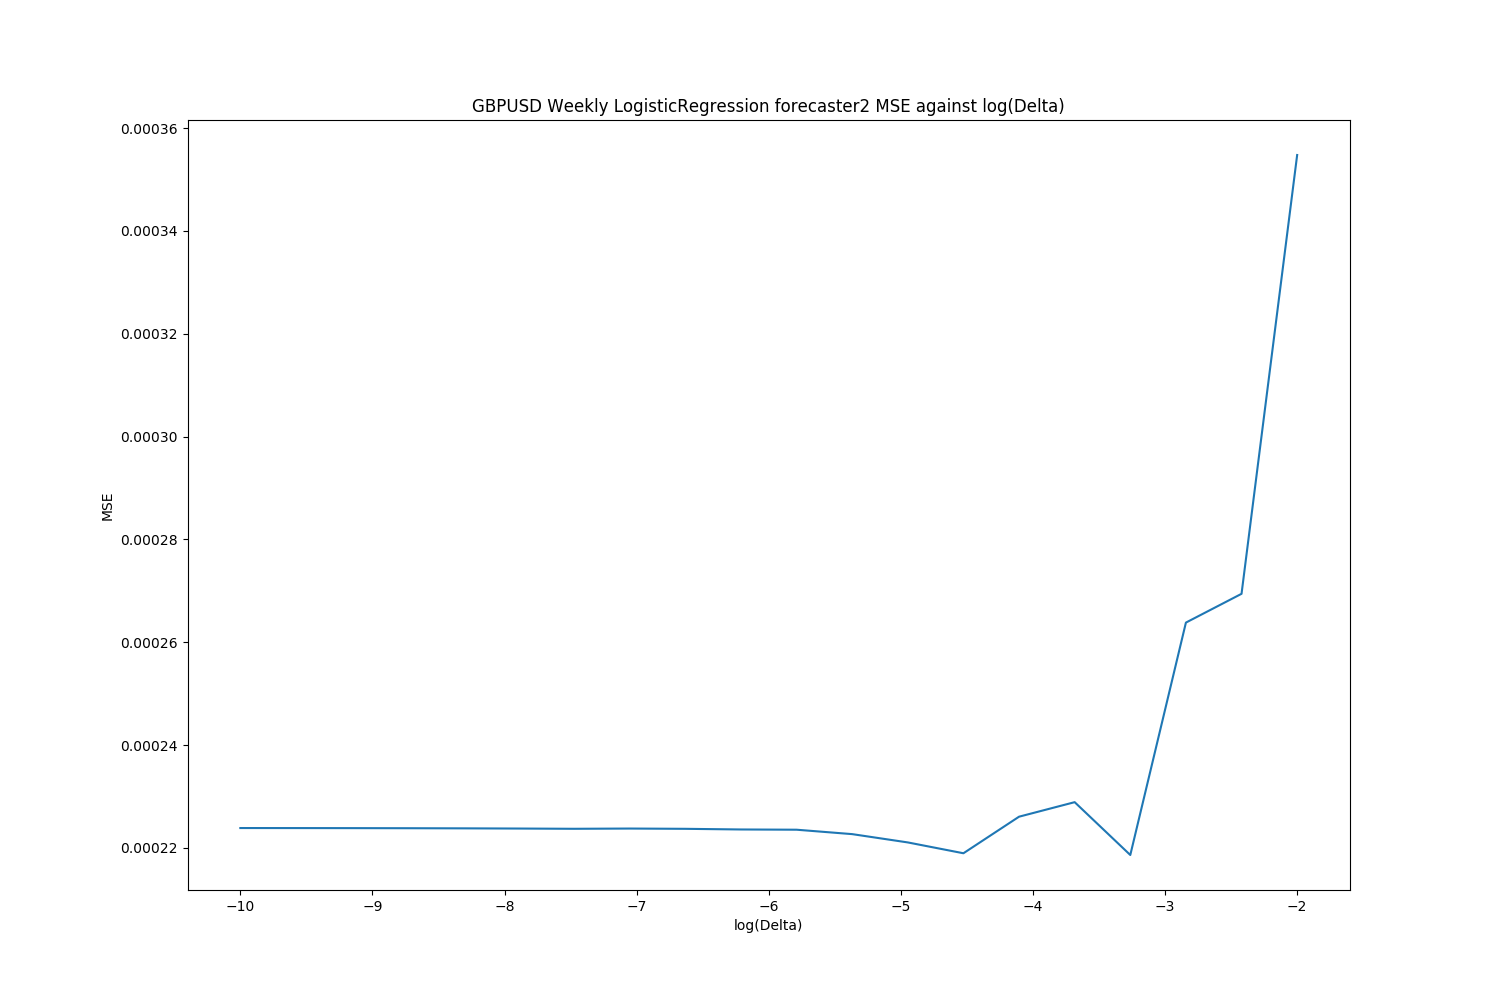 GBPUSD Weekly LogisticRegression forecaster2 MSE against log(Delta)
0.00036
0.00034
0.00032
0.00030
0.00028
0.00026
0.00024
0.00022
MSE
−10 −9 −8 −7 −6 −5 −4 −3 −2
log(Delta)